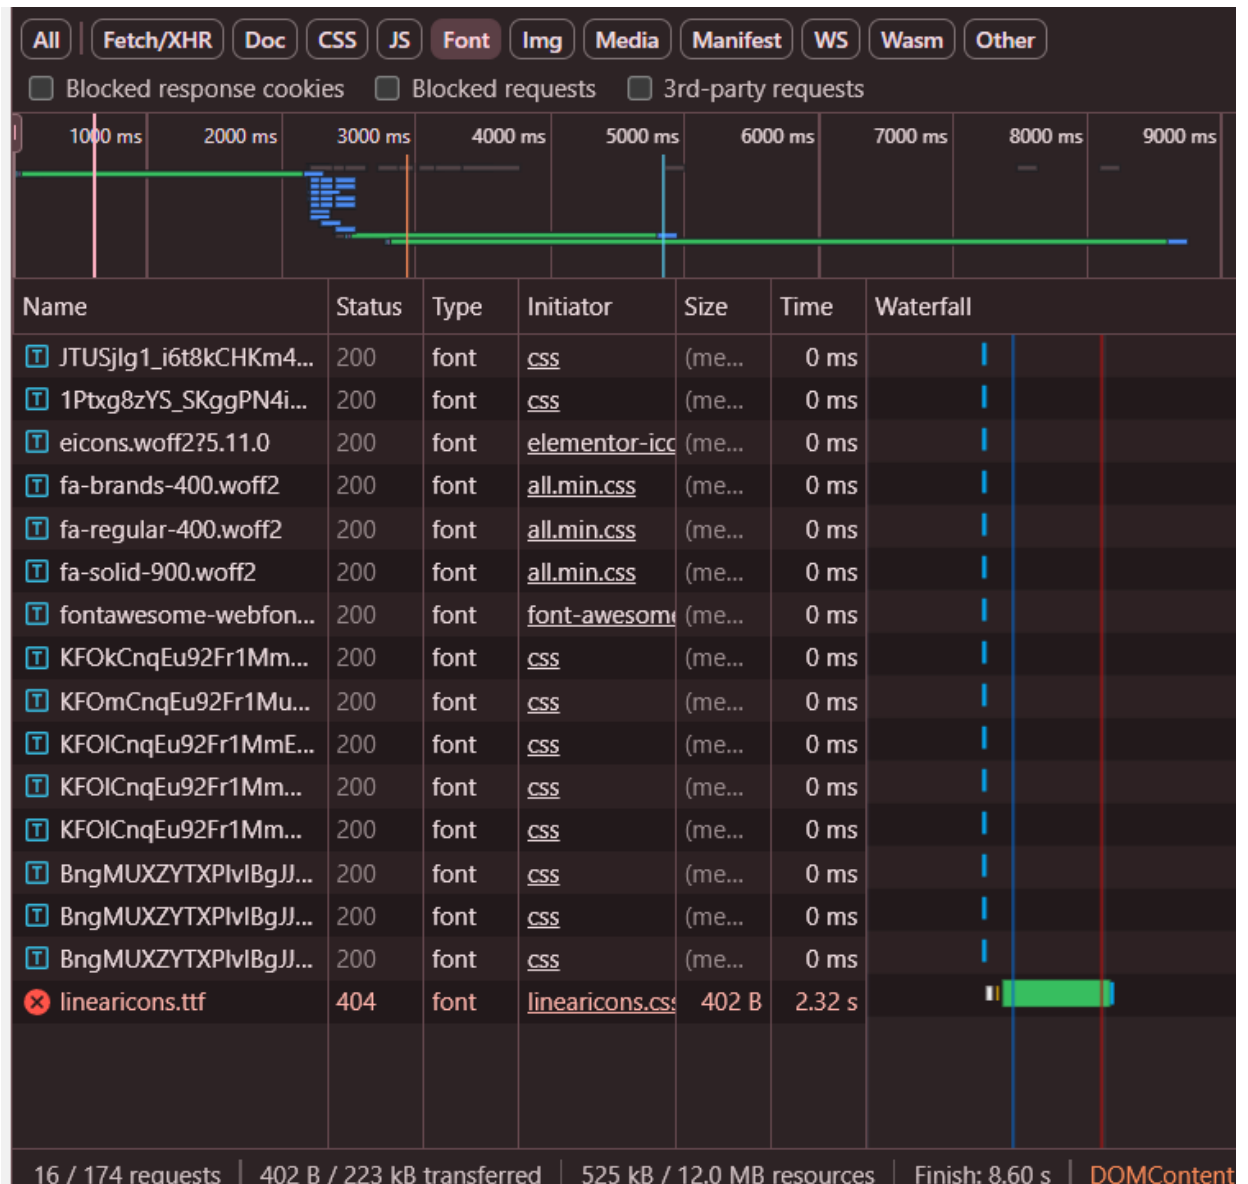 All Fetch/XHR Doc CSS JS Font Img Media Manifest WS Wasm Other
Blocked response cookies Blocked requests 3rd-party requests
1000 ms 2000 ms 3000 ms 4000 ms 5000 ms 6000 ms 7000 ms 8000 ms 9000 ms
Name Status Type Initiator Size Time Waterfall
JTUSjIg1_i6t8kCHKm4... 200 font css (me... 0 ms
1Ptxg8zYS_SKggPN4i... 200 font css (me... 0 ms
eicons.woff2?5.11.0 200 font elementor-icc (me... 0 ms
fa-brands-400.woff2 200 font all.min.css (me... 0 ms
fa-regular-400.woff2 200 font all.min.css (me... 0 ms
fa-solid-900.woff2 200 font all.min.css (me... 0 ms
fontawesome-webfon... 200 font font-awesome (me... 0 ms
KFOkCnqEu92Fr1Mm... 200 font css (me... 0 ms
KFOmCnqEu92Fr1Mu... 200 font css (me... 0 ms
KFOlCnqEu92Fr1MmE... 200 font css (me... 0 ms
KFOlCnqEu92Fr1Mm... 200 font css (me... 0 ms
KFOlCnqEu92Fr1Mm... 200 font css (me... 0 ms
BngMUXZYTXPIvIBgJJ... 200 font css (me... 0 ms
BngMUXZYTXPIvIBgJJ... 200 font css (me... 0 ms
BngMUXZYTXPIvIBgJJ... 200 font css (me... 0 ms
linearicons.ttf 404 font linearicons.css 402 B 2.32 s
16 / 174 requests 402 B / 223 kB transferred 525 kB / 12.0 MB resources Finish: 8.60 s DOMContent